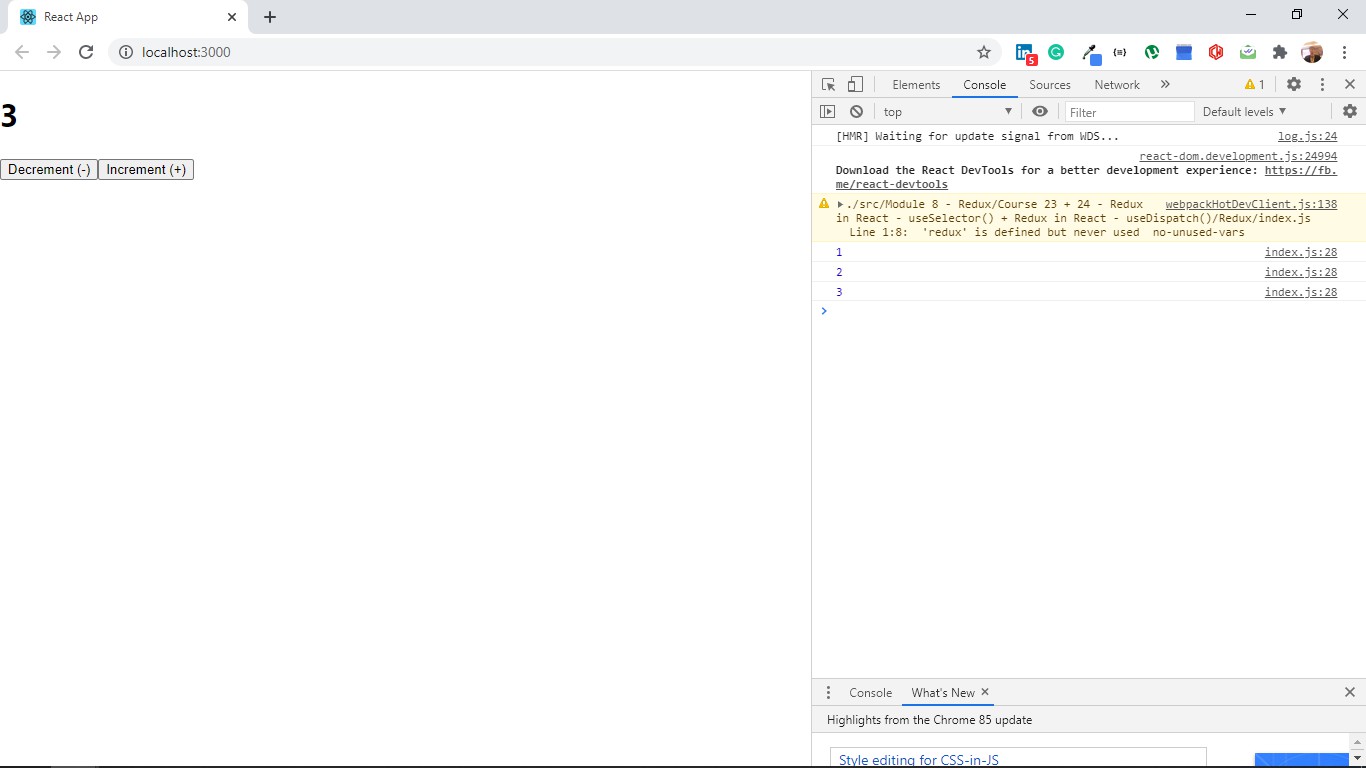 React App
localhost:3000
5
3
Decrement (-) Increment (+)
Elements Console Sources Network » 1
top Filter Default levels
[HMR] Waiting for update signal from WDS... log.js:24
react-dom.development.js:24994
Download the React DevTools for a better development experience: https://fb.
me/react-devtools
./src/Module 8 - Redux/Course 23 + 24 - Redux webpackHotDevClient.js:138
in React - useSelector() + Redux in React - useDispatch()/Redux/index.js
Line 1:8: 'redux' is defined but never used no-unused-vars
1 index.js:28
2 index.js:28
3 index.js:28
Console What's New
Highlights from the Chrome 85 update
Style editing for CSS-in-JS